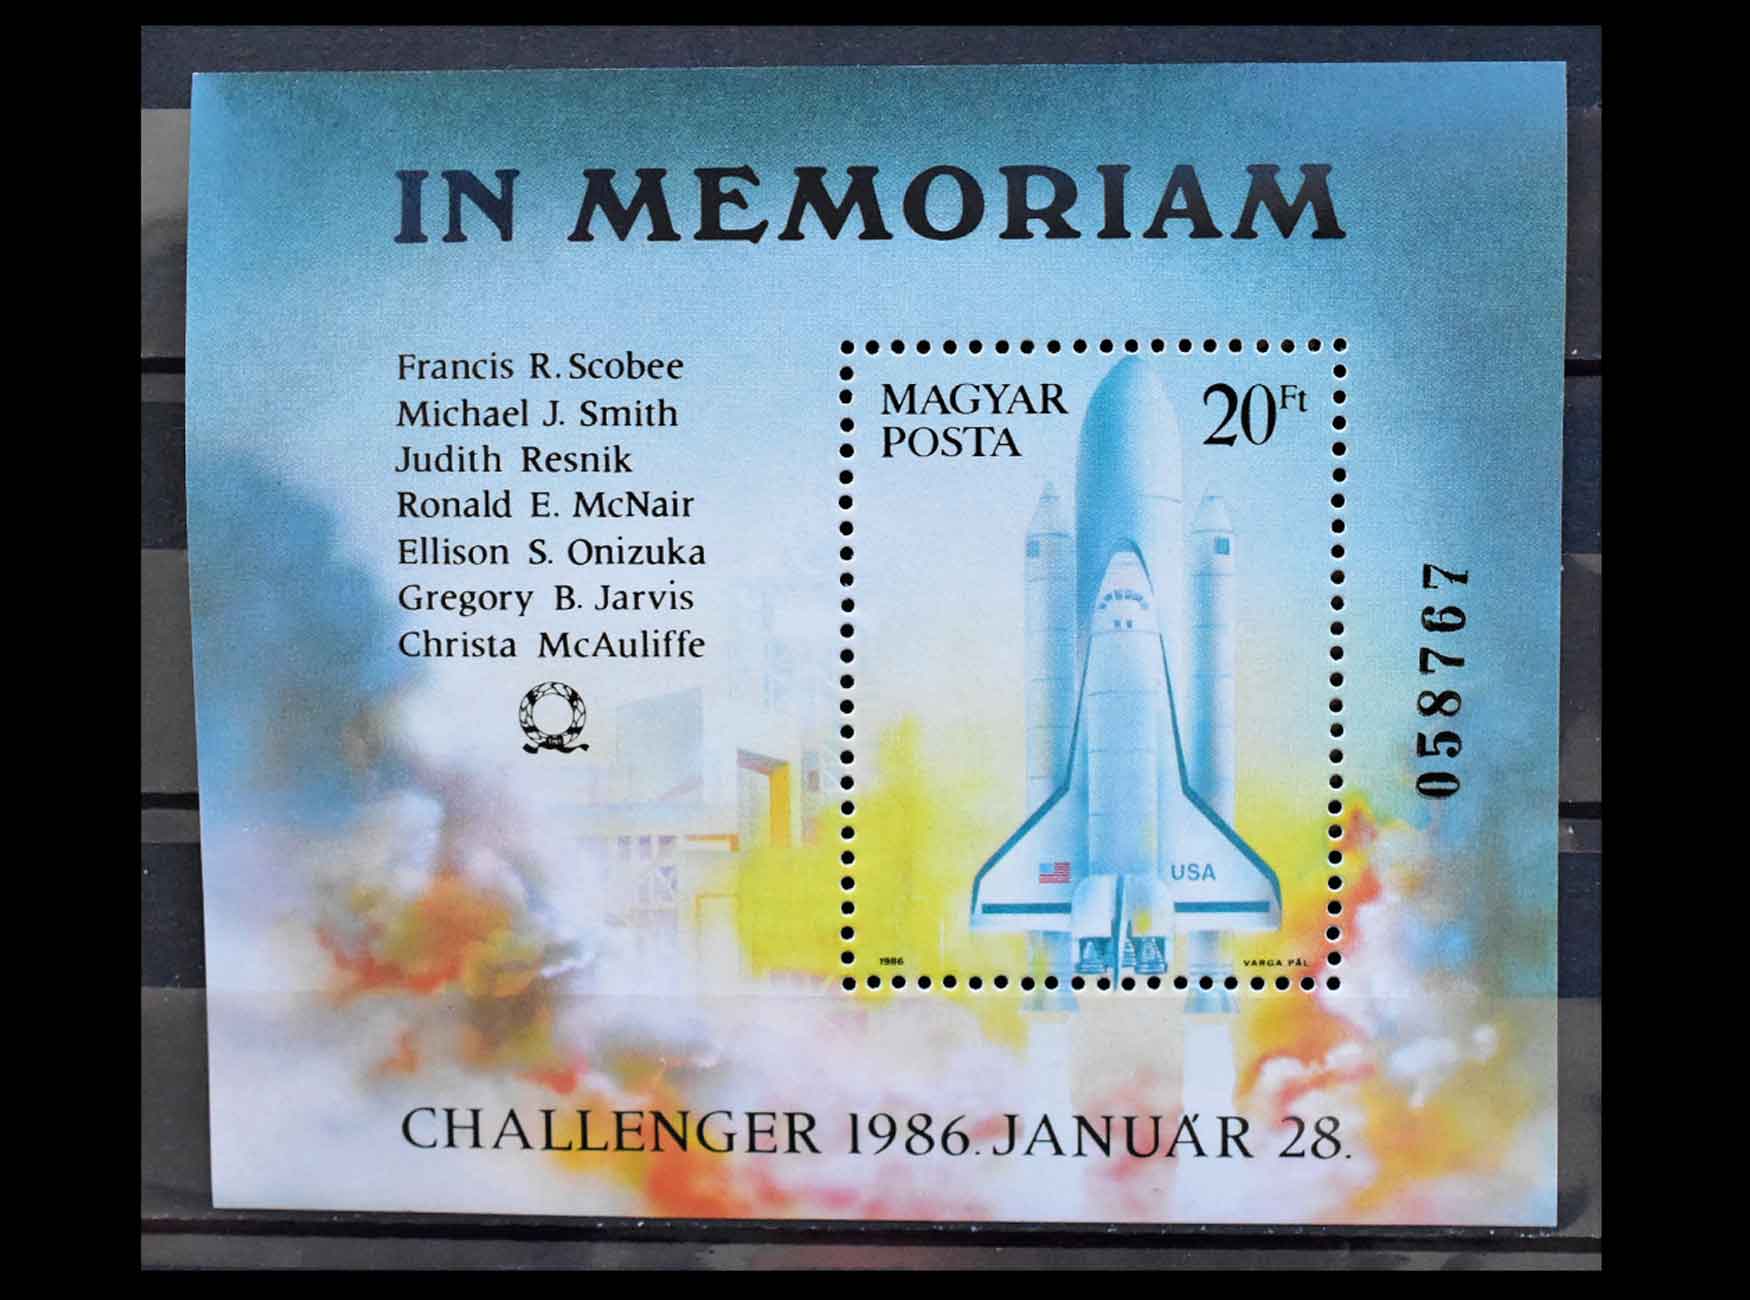 IN MEMORIAM
Francis R. Scobee
Michael J. Smith
Judith Resnik
Ronald E. McNair
Ellison S. Onizuka
Gregory B. Jarvis
Christa McAuliffe
MAGYAR
POSTA
20Ft
USA
1986
VARGA PÁL
058767
CHALLENGER 1986. JANUÁR 28.